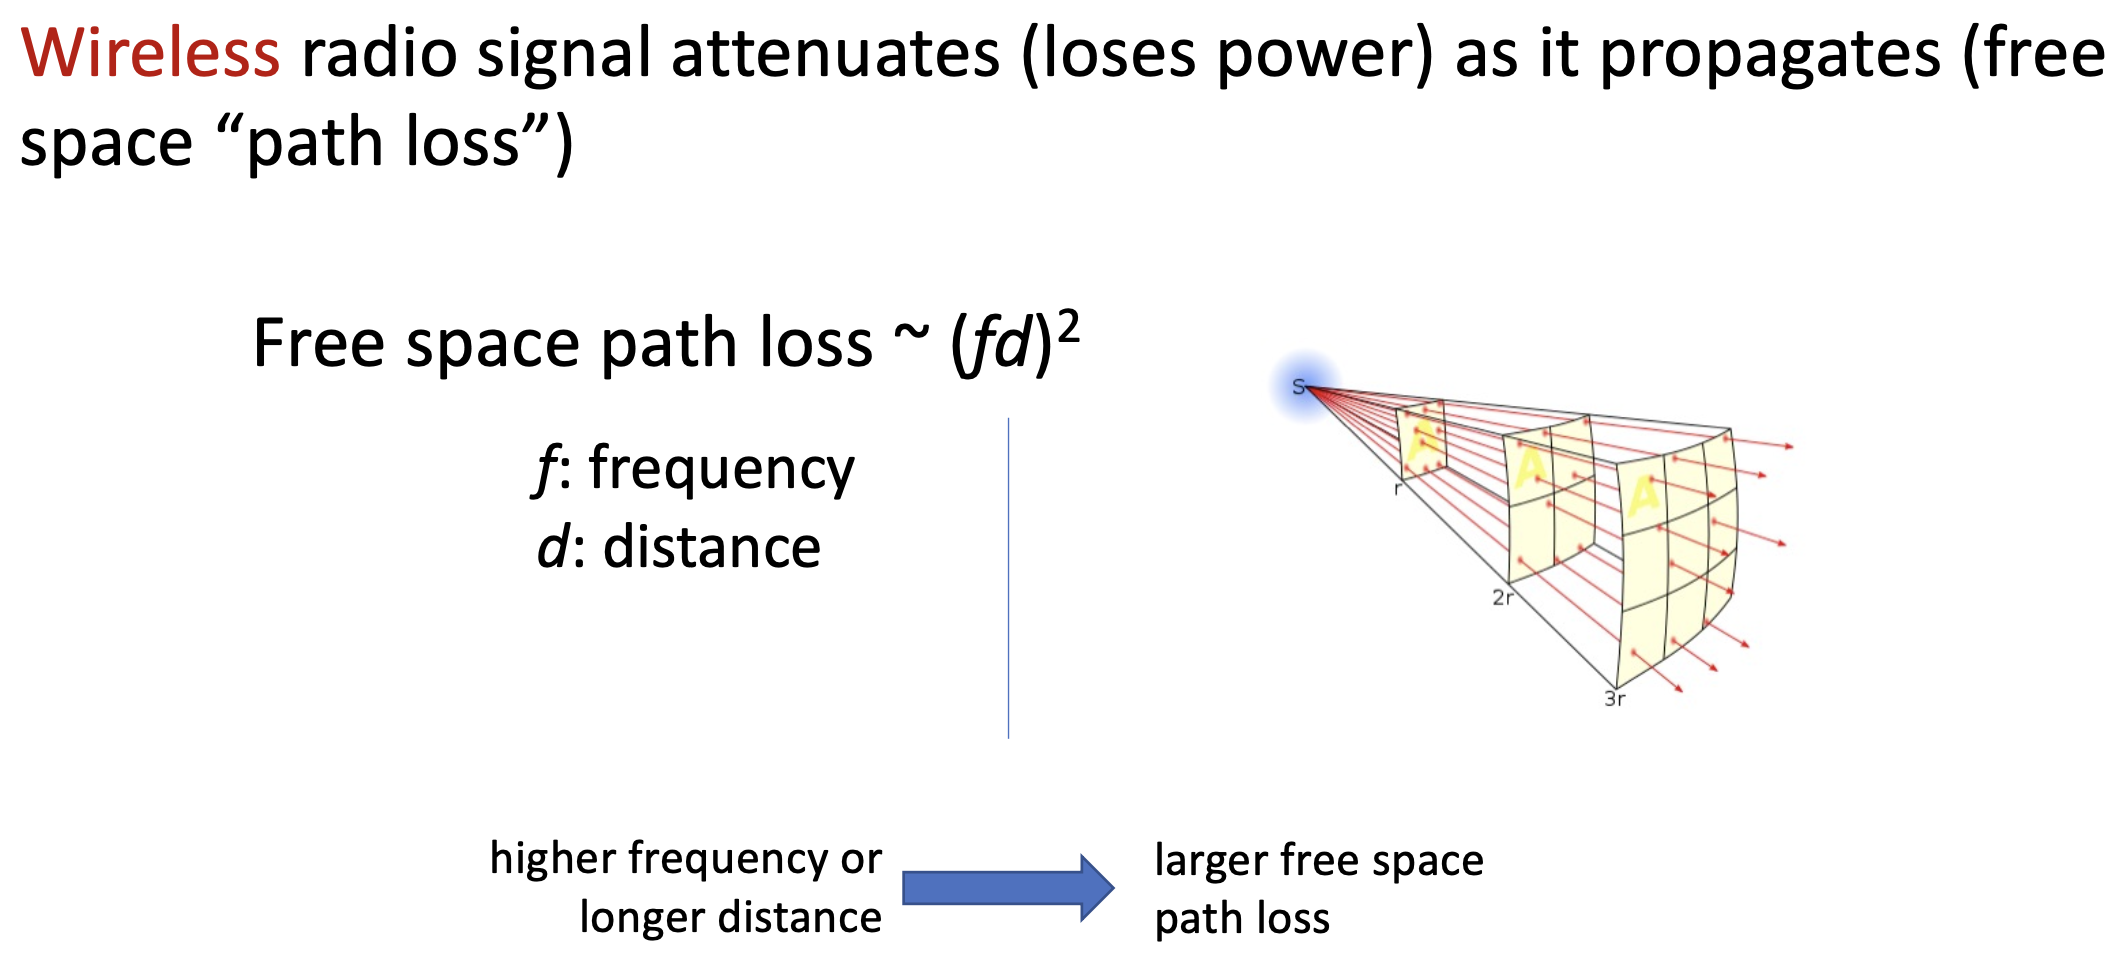 Wireless radio signal attenuates (loses power) as it propagates (free
space “path loss”)
Free space path loss ~ (fd)²
f: frequency
d: distance
S
A
A
A
r
2r
3r
higher frequency or
longer distance
larger free space
path loss